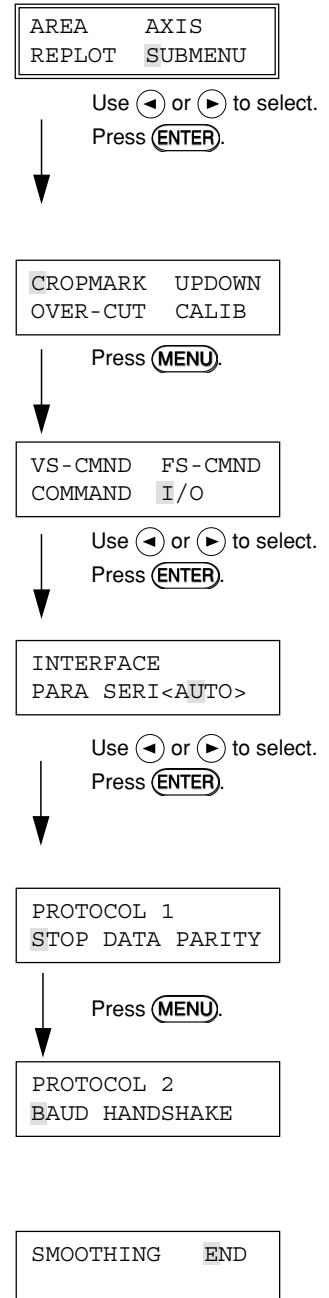 AREA AXIS
REPLOT SUBMENU
Use ◄ or ► to select.
Press ENTER.
CROPMARK UPDOWN
OVER-CUT CALIB
Press MENU.
VS-CMND FS-CMND
COMMAND I/O
Use ◄ or ► to select.
Press ENTER.
INTERFACE
PARA SERI<AUTO>
Use ◄ or ► to select.
Press ENTER.
PROTOCOL 1
STOP DATA PARITY
Press MENU.
PROTOCOL 2
BAUD HANDSHAKE
SMOOTHING END